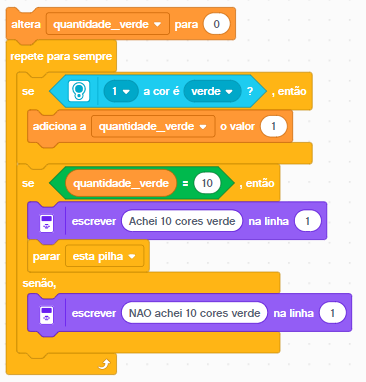 altera quantidade_verde para 0
repete para sempre
se 1 a cor é verde ? , então
adiciona a quantidade_verde o valor 1
se quantidade_verde = 10 , então
escrever Achei 10 cores verde na linha 1
parar esta pilha
senão,
escrever NAO achei 10 cores verde na linha 1